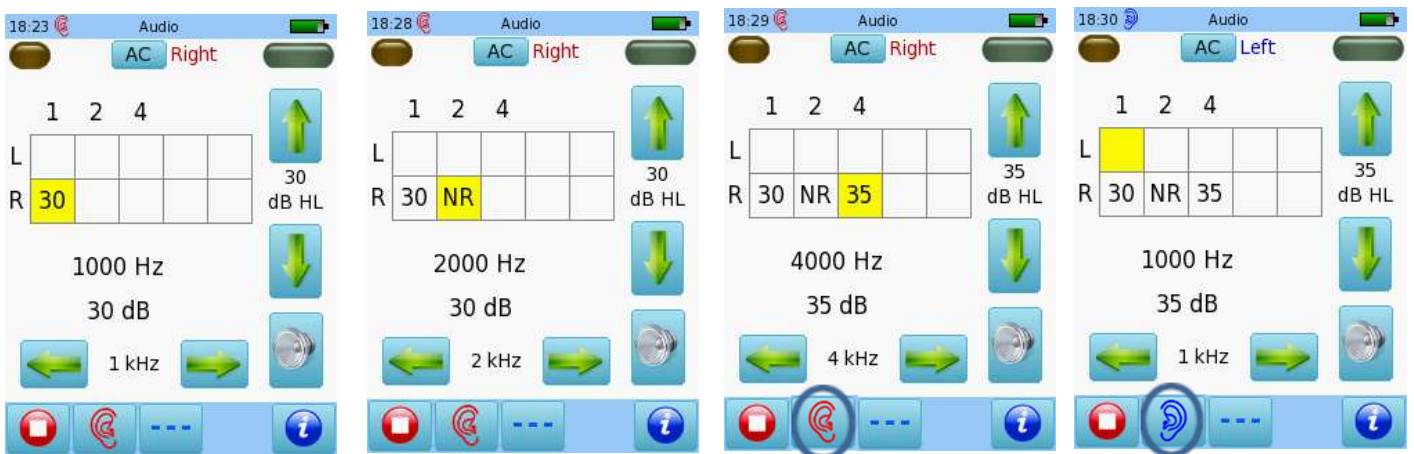 18:23 Audio
AC Right
1 2 4
L
R 30
30
dB HL
1000 Hz
30 dB
1 kHz
i
18:28 Audio
AC Right
1 2 4
L
R 30 NR
30
dB HL
2000 Hz
30 dB
2 kHz
i
18:29 Audio
AC Right
1 2 4
L
R 30 NR 35
35
dB HL
4000 Hz
35 dB
4 kHz
i
18:30 Audio
AC Left
1 2 4
L
R 30 NR 35
35
dB HL
1000 Hz
35 dB
1 kHz
i